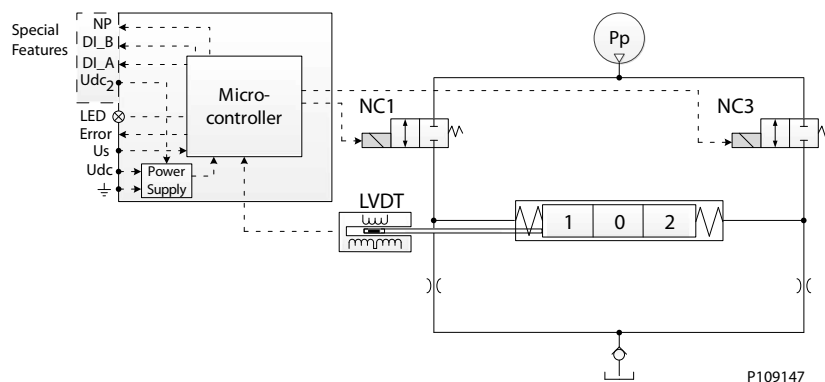 Special
Features
NP
DI_B
DI_A
Udc2
LED
Error
Us
Udc
Micro-
controller
Power
Supply
Pp
NC1
NC3
LVDT
1 0 2
P109147